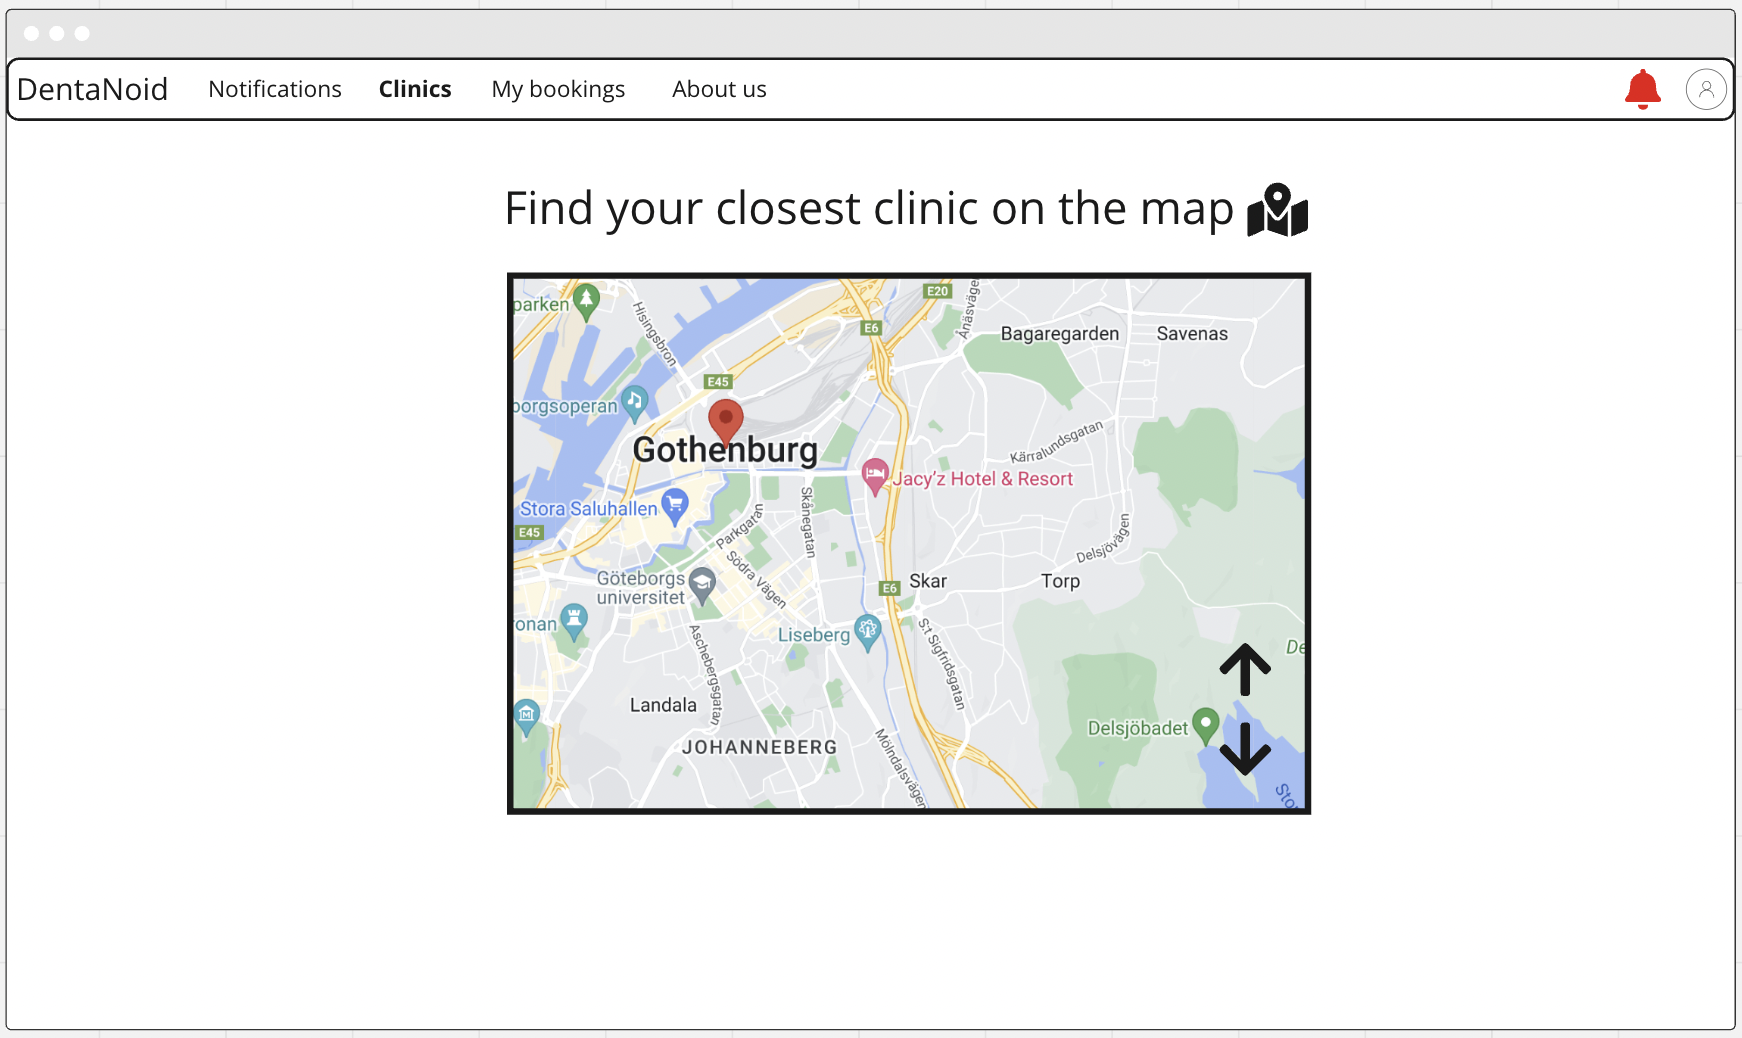 DentaNoid
Notifications
Clinics
My bookings
About us
Find your closest clinic on the map
parken
Hisingsbron
E20
Ånäsväge
E6
Bagaregarden
Savenas
E45
borgsoperan
Gothenburg
Kärralundsgatan
Jacy'z Hotel & Resort
Stora Saluhallen
Skånegatan
Parkgatan
E45
Delsjövägen
Södra Vägen
Göteborgs
universitet
E6
Skar
Torp
onan
Liseberg
S:t Sigfridsgatan
Aschebergsgatan
De
Landala
Delsjöbadet
JOHANNEBERG
Mölndalsvägen
Sto